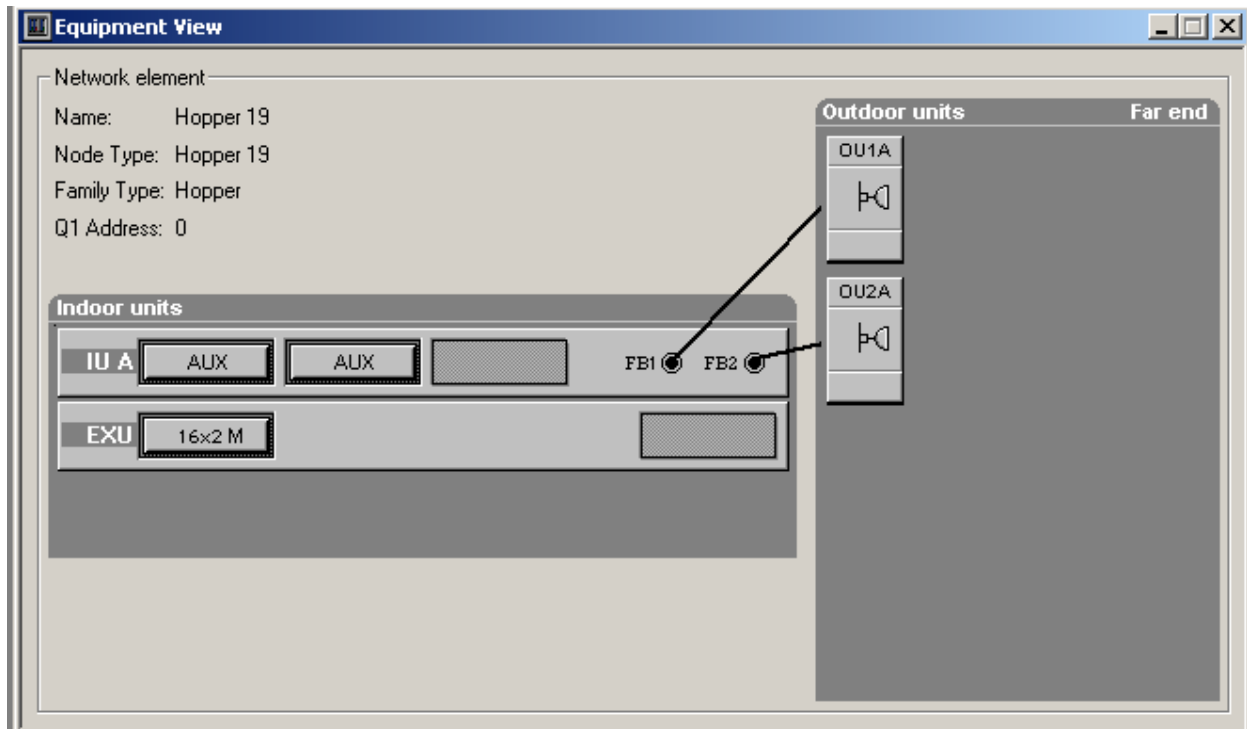 Equipment View
Network element
Name: Hopper 19
Node Type: Hopper 19
Family Type: Hopper
Q1 Address: 0
Outdoor units Far end
OU1A
OU2A
Indoor units
IU A AUX AUX FB1 FB2
EXU 16x2 M